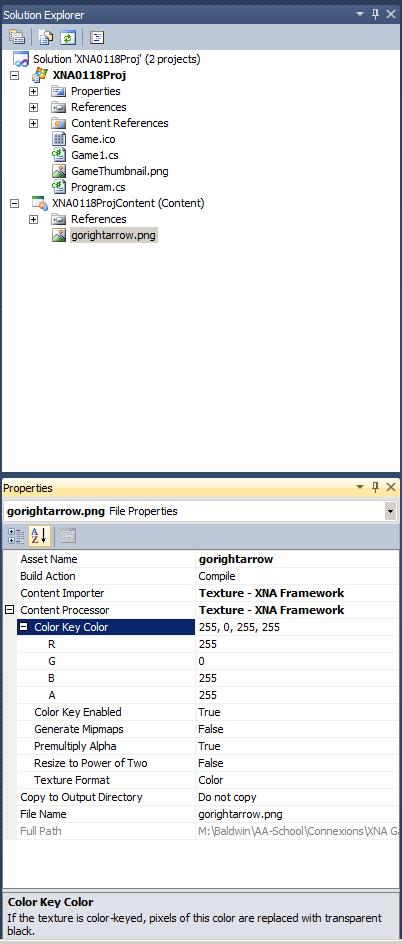 Solution Explorer
Solution 'XNA0118Proj' (2 projects)
XNA0118Proj
Properties
References
Content References
Game.ico
Game1.cs
GameThumbnail.png
Program.cs
XNA0118ProjContent (Content)
References
gorightarrow.png
Properties
gorightarrow.png File Properties
Asset Name gorightarrow
Build Action Compile
Content Importer Texture - XNA Framework
Content Processor Texture - XNA Framework
Color Key Color 255, 0, 255, 255
R 255
G 0
B 255
A 255
Color Key Enabled True
Generate Mipmaps False
Premultiply Alpha True
Resize to Power of Two False
Texture Format Color
Copy to Output Directory Do not copy
File Name gorightarrow.png
Full Path M:\Baldwin\AA-School\Connexions\XNA Ga
Color Key Color
If the texture is color-keyed, pixels of this color are replaced with transparent
black.